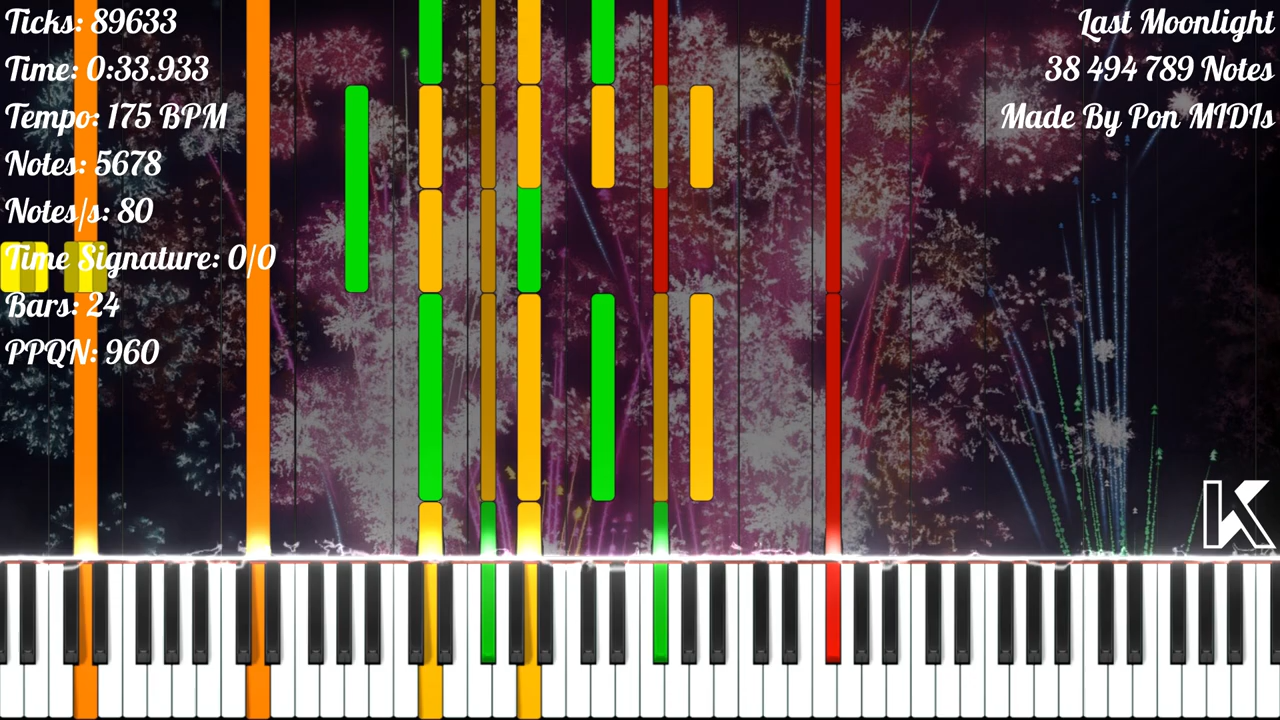 Ticks: 89633
Time: 0:33.933
Tempo: 175 BPM
Notes: 5678
Notes/s: 80
Time Signature: 0/0
Bars: 24
PPQN: 960
Last Moonlight
38 494 789 Notes
Made By Pon MIDIs
K